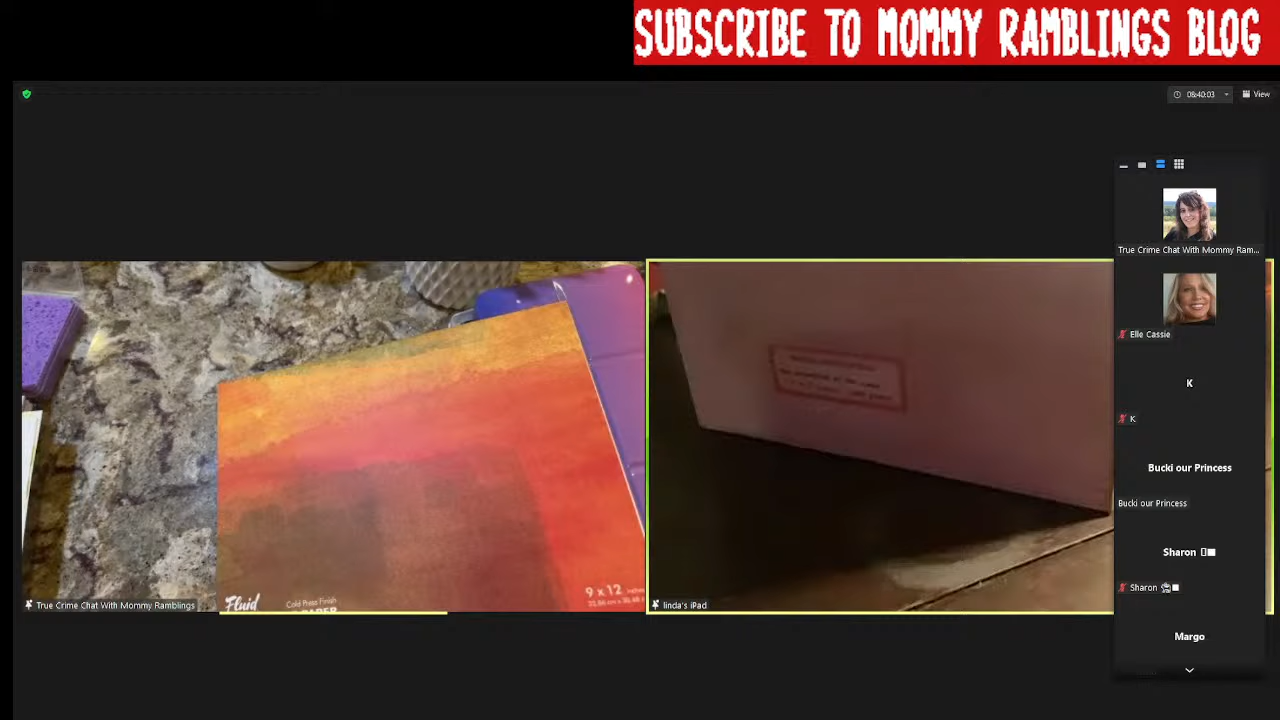 SUBSCRIBE TO MOMMY RAMBLINGS BLOG
08:40:03
View
True Crime Chat With Mommy Ram...
Elle Cassie
K
K
Bucki our Princess
Bucki our Princess
Sharon
Sharon
Margo
Fluid
Cold Press Finish
9 x 12
True Crime Chat With Mommy Ramblings
linda's iPad